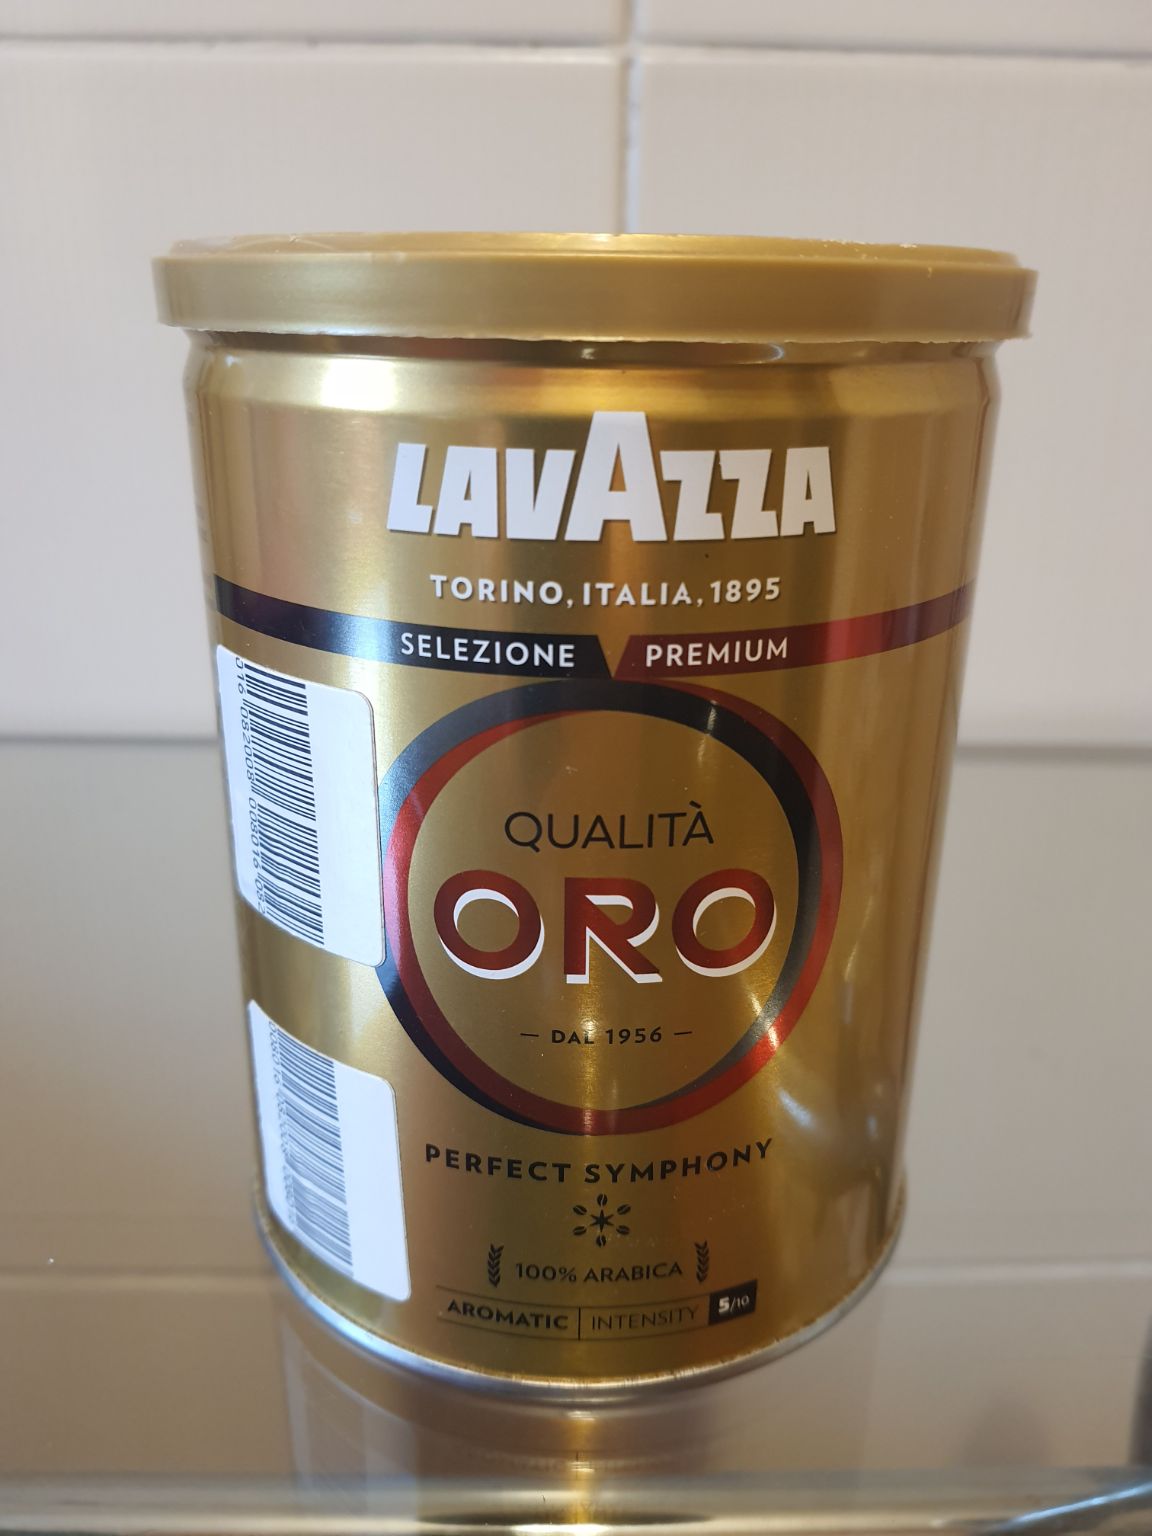 LAVAZZA
TORINO, ITALIA, 1895
SELEZIONE PREMIUM
QUALITÀ
ORO
— DAL 1956 —
PERFECT SYMPHONY
100% ARABICA
AROMATIC INTENSITY 5/10